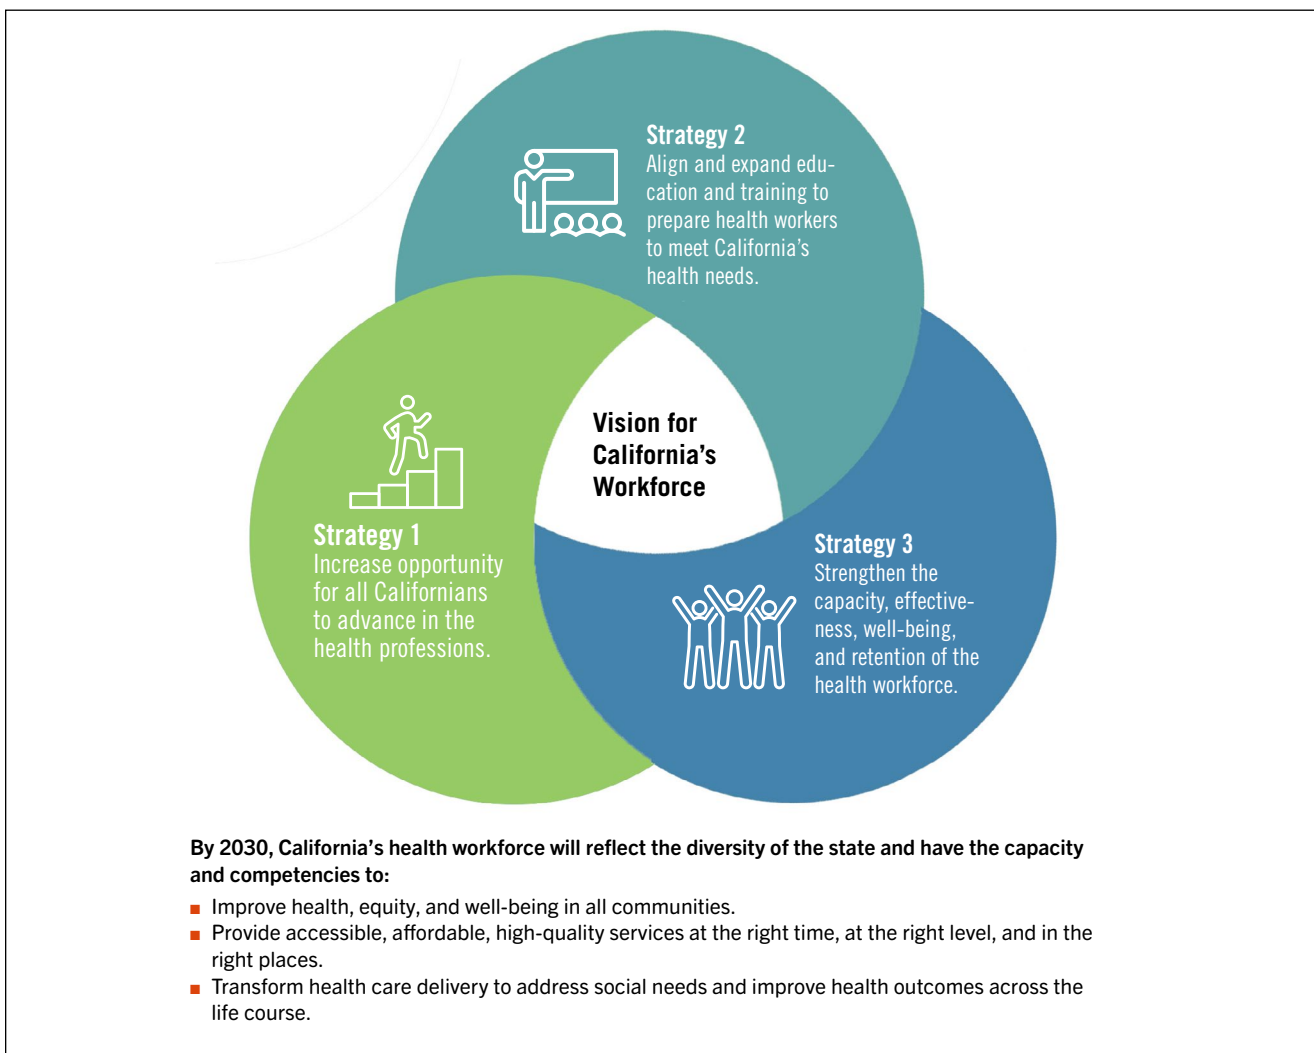 Strategy 2
Align and expand edu-
cation and training to
prepare health workers
to meet California’s
health needs.
Vision for
California’s
Workforce
Strategy 1
Increase opportunity
for all Californians
to advance in the
health professions.
Strategy 3
Strengthen the
capacity, effective-
ness, well-being,
and retention of the
health workforce.
By 2030, California’s health workforce will reflect the diversity of the state and have the capacity
and competencies to:
■ Improve health, equity, and well-being in all communities.
■ Provide accessible, affordable, high-quality services at the right time, at the right level, and in the
right places.
■ Transform health care delivery to address social needs and improve health outcomes across the
life course.